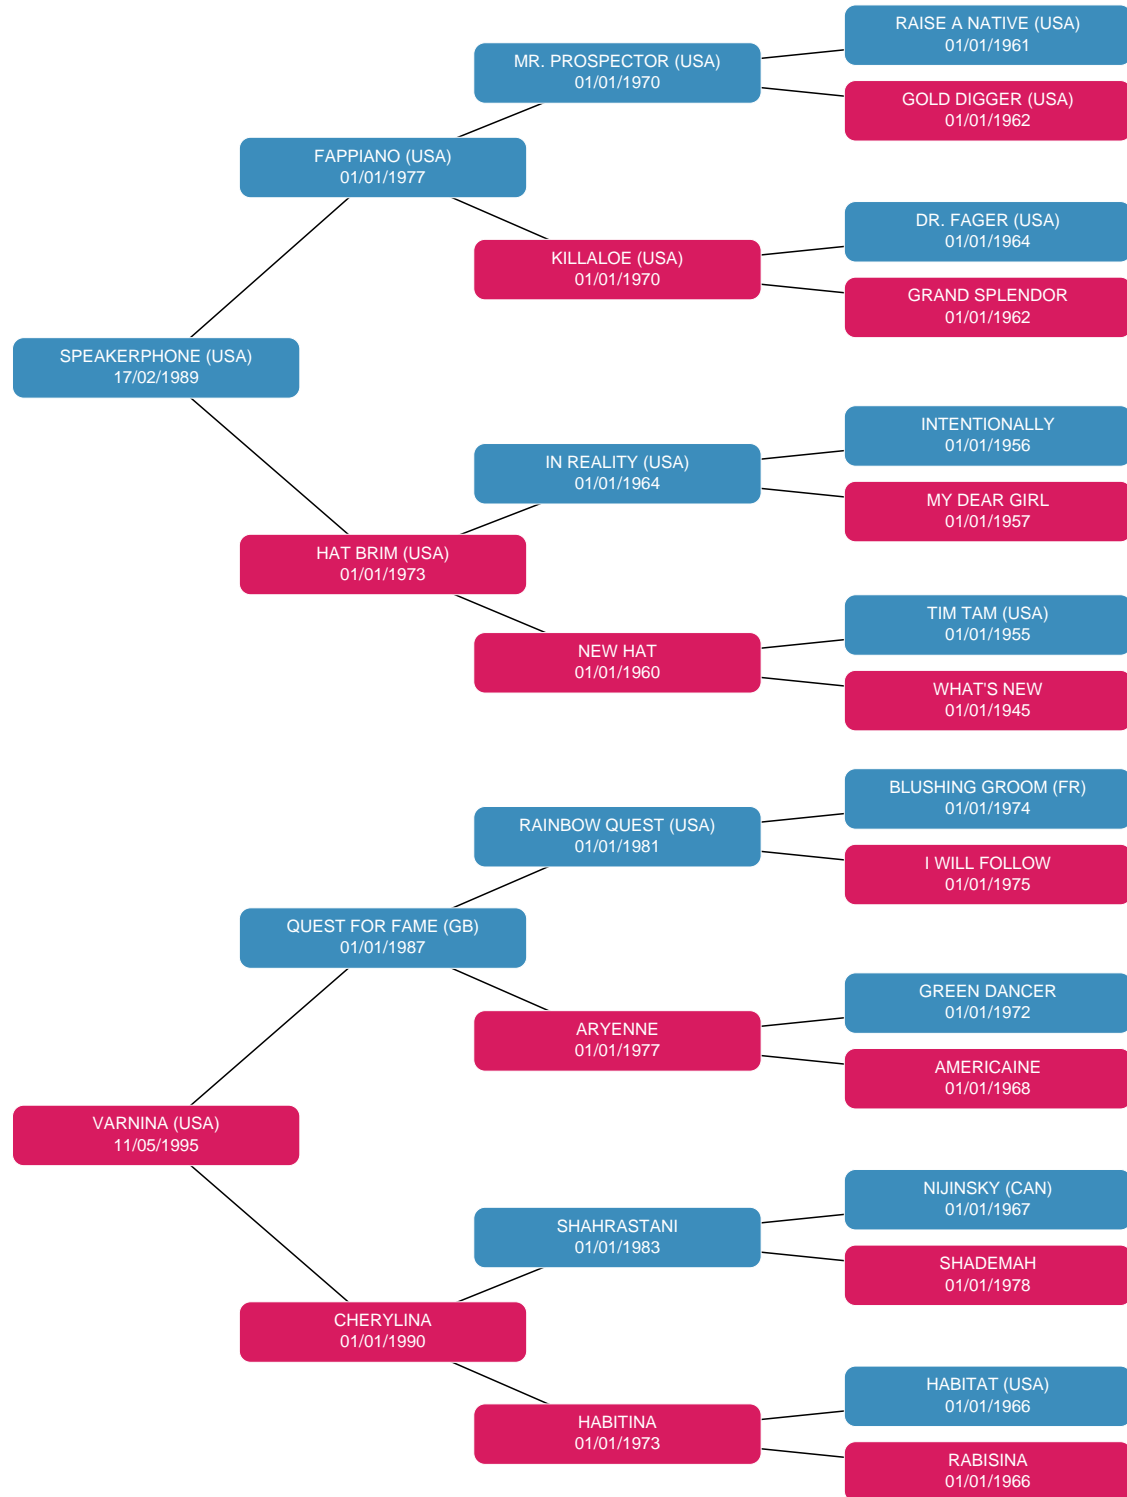 RAISE A NATIVE (USA)
01/01/1961
MR. PROSPECTOR (USA)
01/01/1970
GOLD DIGGER (USA)
01/01/1962
FAPPIANO (USA)
01/01/1977
DR. FAGER (USA)
01/01/1964
KILLALOE (USA)
01/01/1970
GRAND SPLENDOR
01/01/1962
SPEAKERPHONE (USA)
17/02/1989
INTENTIONALLY
01/01/1956
IN REALITY (USA)
01/01/1964
MY DEAR GIRL
01/01/1957
HAT BRIM (USA)
01/01/1973
TIM TAM (USA)
01/01/1955
NEW HAT
01/01/1960
WHAT'S NEW
01/01/1945
BLUSHING GROOM (FR)
01/01/1974
RAINBOW QUEST (USA)
01/01/1981
I WILL FOLLOW
01/01/1975
QUEST FOR FAME (GB)
01/01/1987
GREEN DANCER
01/01/1972
ARYENNE
01/01/1977
AMERICAINE
01/01/1968
VARNINA (USA)
11/05/1995
NIJINSKY (CAN)
01/01/1967
SHAHRASTANI
01/01/1983
SHADEMAH
01/01/1978
CHERYLINA
01/01/1990
HABITAT (USA)
01/01/1966
HABITINA
01/01/1973
RABISINA
01/01/1966